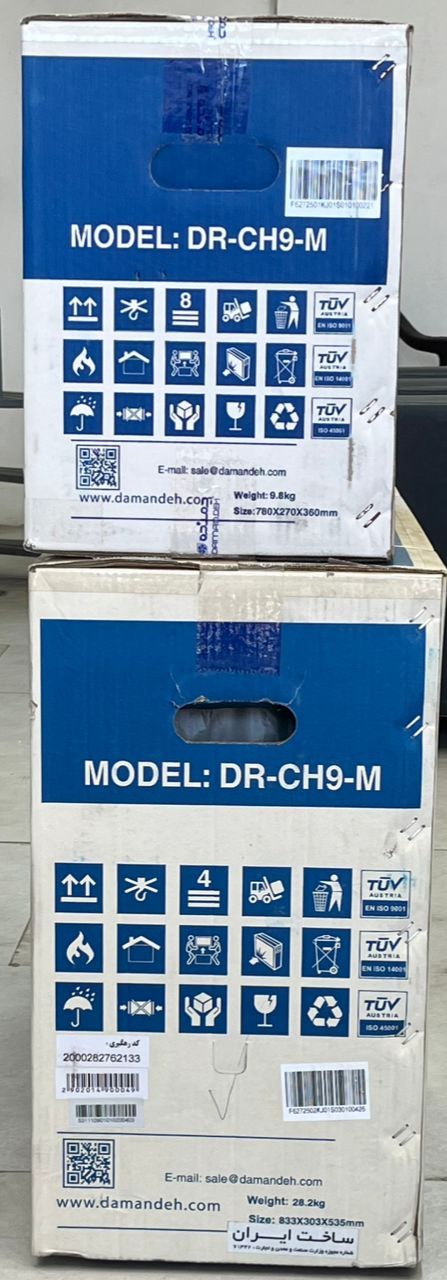 F6272501KJ01S010100221
MODEL: DR-CH9-M
8
TÜV
AUSTRIA
EN ISO 9001
TÜV
AUSTRIA
EN ISO 14001
TÜV
AUSTRIA
ISO 45001
E-mail: sale@damandeh.com
www.damandeh.com
Weight: 9.8kg
Size:780X270X360mm
DAMANDEH
MODEL: DR-CH9-M
4
TÜV
AUSTRIA
EN ISO 9001
TÜV
AUSTRIA
EN ISO 14001
TÜV
AUSTRIA
ISO 45001
کد رهگیری :
2000282762133
2902014900049
F6272502KJ01S030100426
E-mail: sale@damandeh.com
www.damandeh.com
Weight: 28.2kg
Size: 833X303X535mm
ساخت ایران